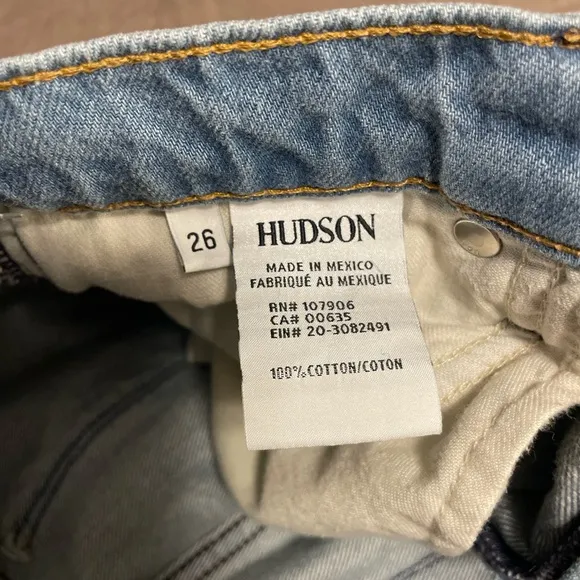 26
HUDSON
MADE IN MEXICO
FABRIQUÉ AU MEXIQUE
RN# 107906
CA# 00635
EIN# 20-3082491
100% COTTON/COTON